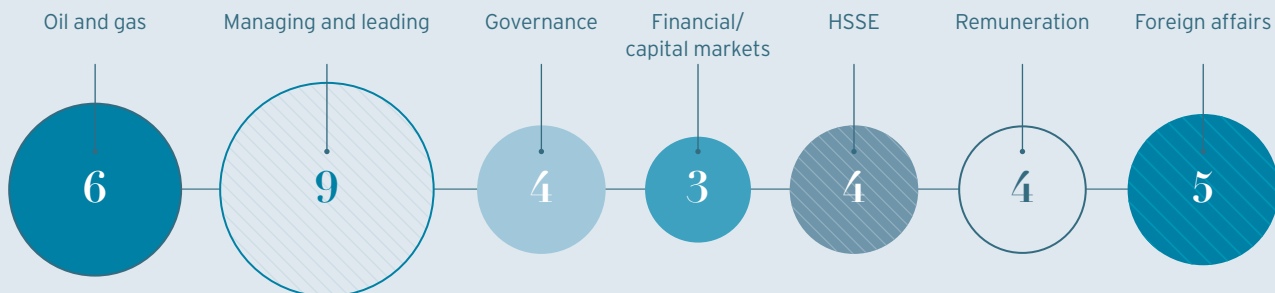 Oil and gas
Managing and leading
Governance
Financial/
capital markets
HSSE
Remuneration
Foreign affairs
6
9
4
3
4
4
5